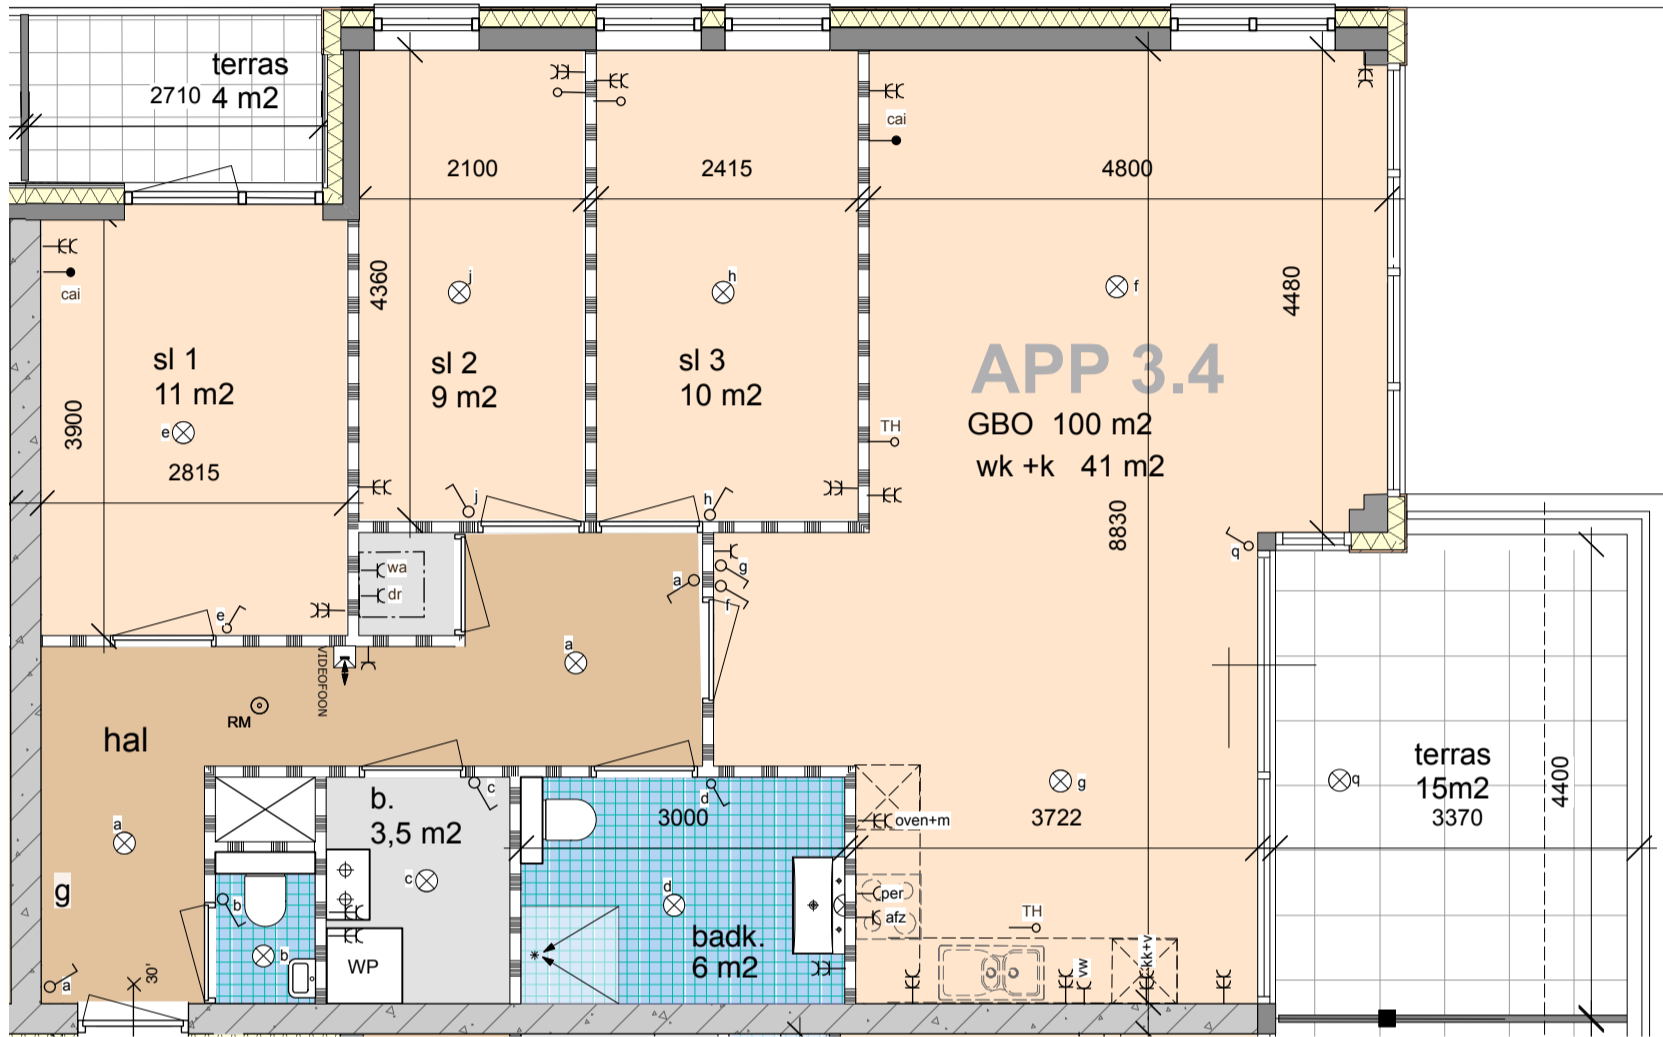 terras
2710 4 m2
2100
2415
4800
cai
cai
4360
4480
j
h
f
sl 1
11 m2
sl 2
9 m2
sl 3
10 m2
APP 3.4
GBO 100 m2
wk +k 41 m2
3900
e
2815
TH
8830
j
h
q
wa
dr
a
g
f
e
a
VIDEOFOON
RM
hal
terras
15m2
3370
4400
q
b.
3,5 m2
c
d
3000
g
3722
oven+m
a
c
d
per
afz
g
b
b
TH
badk.
6 m2
WP
vw
kk+v
a
30'